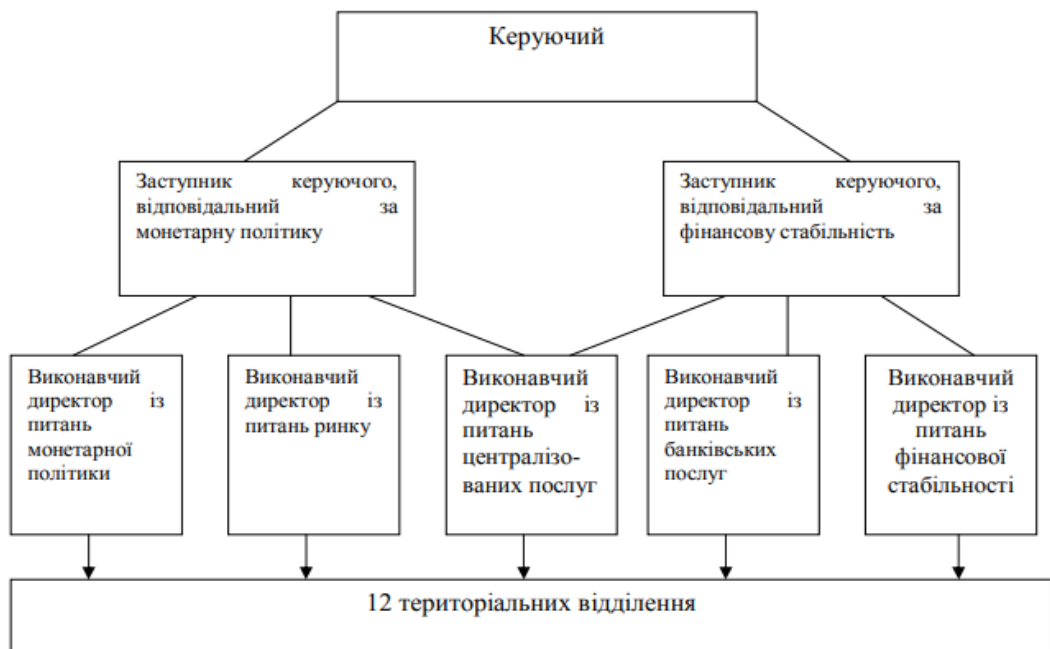 Керуючий
Заступник керуючого,
відповідальний за
монетарну політику
Заступник керуючого,
відповідальний за
фінансову стабільність
Виконавчий
директор із
питань
монетарної
політики
Виконавчий
директор із
питань ринку
Виконавчий
директор із
питань
централізо-
ваних послуг
Виконавчий
директор із
питань
банківських
послуг
Виконавчий
директор із
питань
фінансової
стабільності
12 територіальних відділення